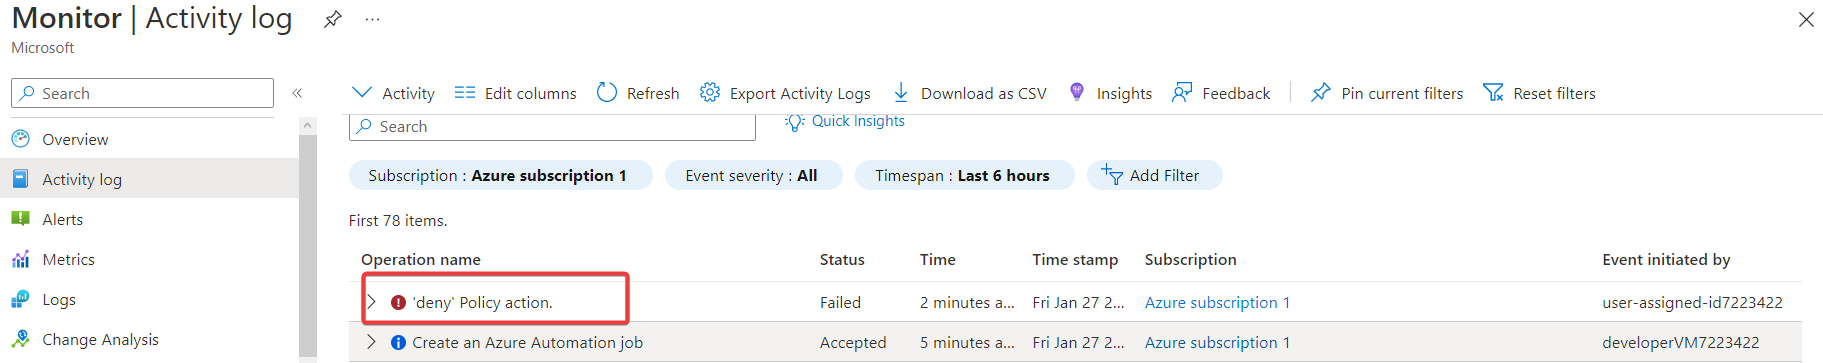 Monitor | Activity log ...
Microsoft
Search «
Activity Edit columns Refresh Export Activity Logs Download as CSV Insights Feedback Pin current filters Reset filters
Search Quick Insights
Overview
Activity log
Alerts
Metrics
Logs
Change Analysis
Subscription : Azure subscription 1 Event severity : All Timespan : Last 6 hours Add Filter
First 78 items.
Operation name Status Time Time stamp Subscription Event initiated by
'deny' Policy action. Failed 2 minutes a... Fri Jan 27 2... Azure subscription 1 user-assigned-id7223422
Create an Azure Automation job Accepted 5 minutes a... Fri Jan 27 2... Azure subscription 1 developerVM7223422